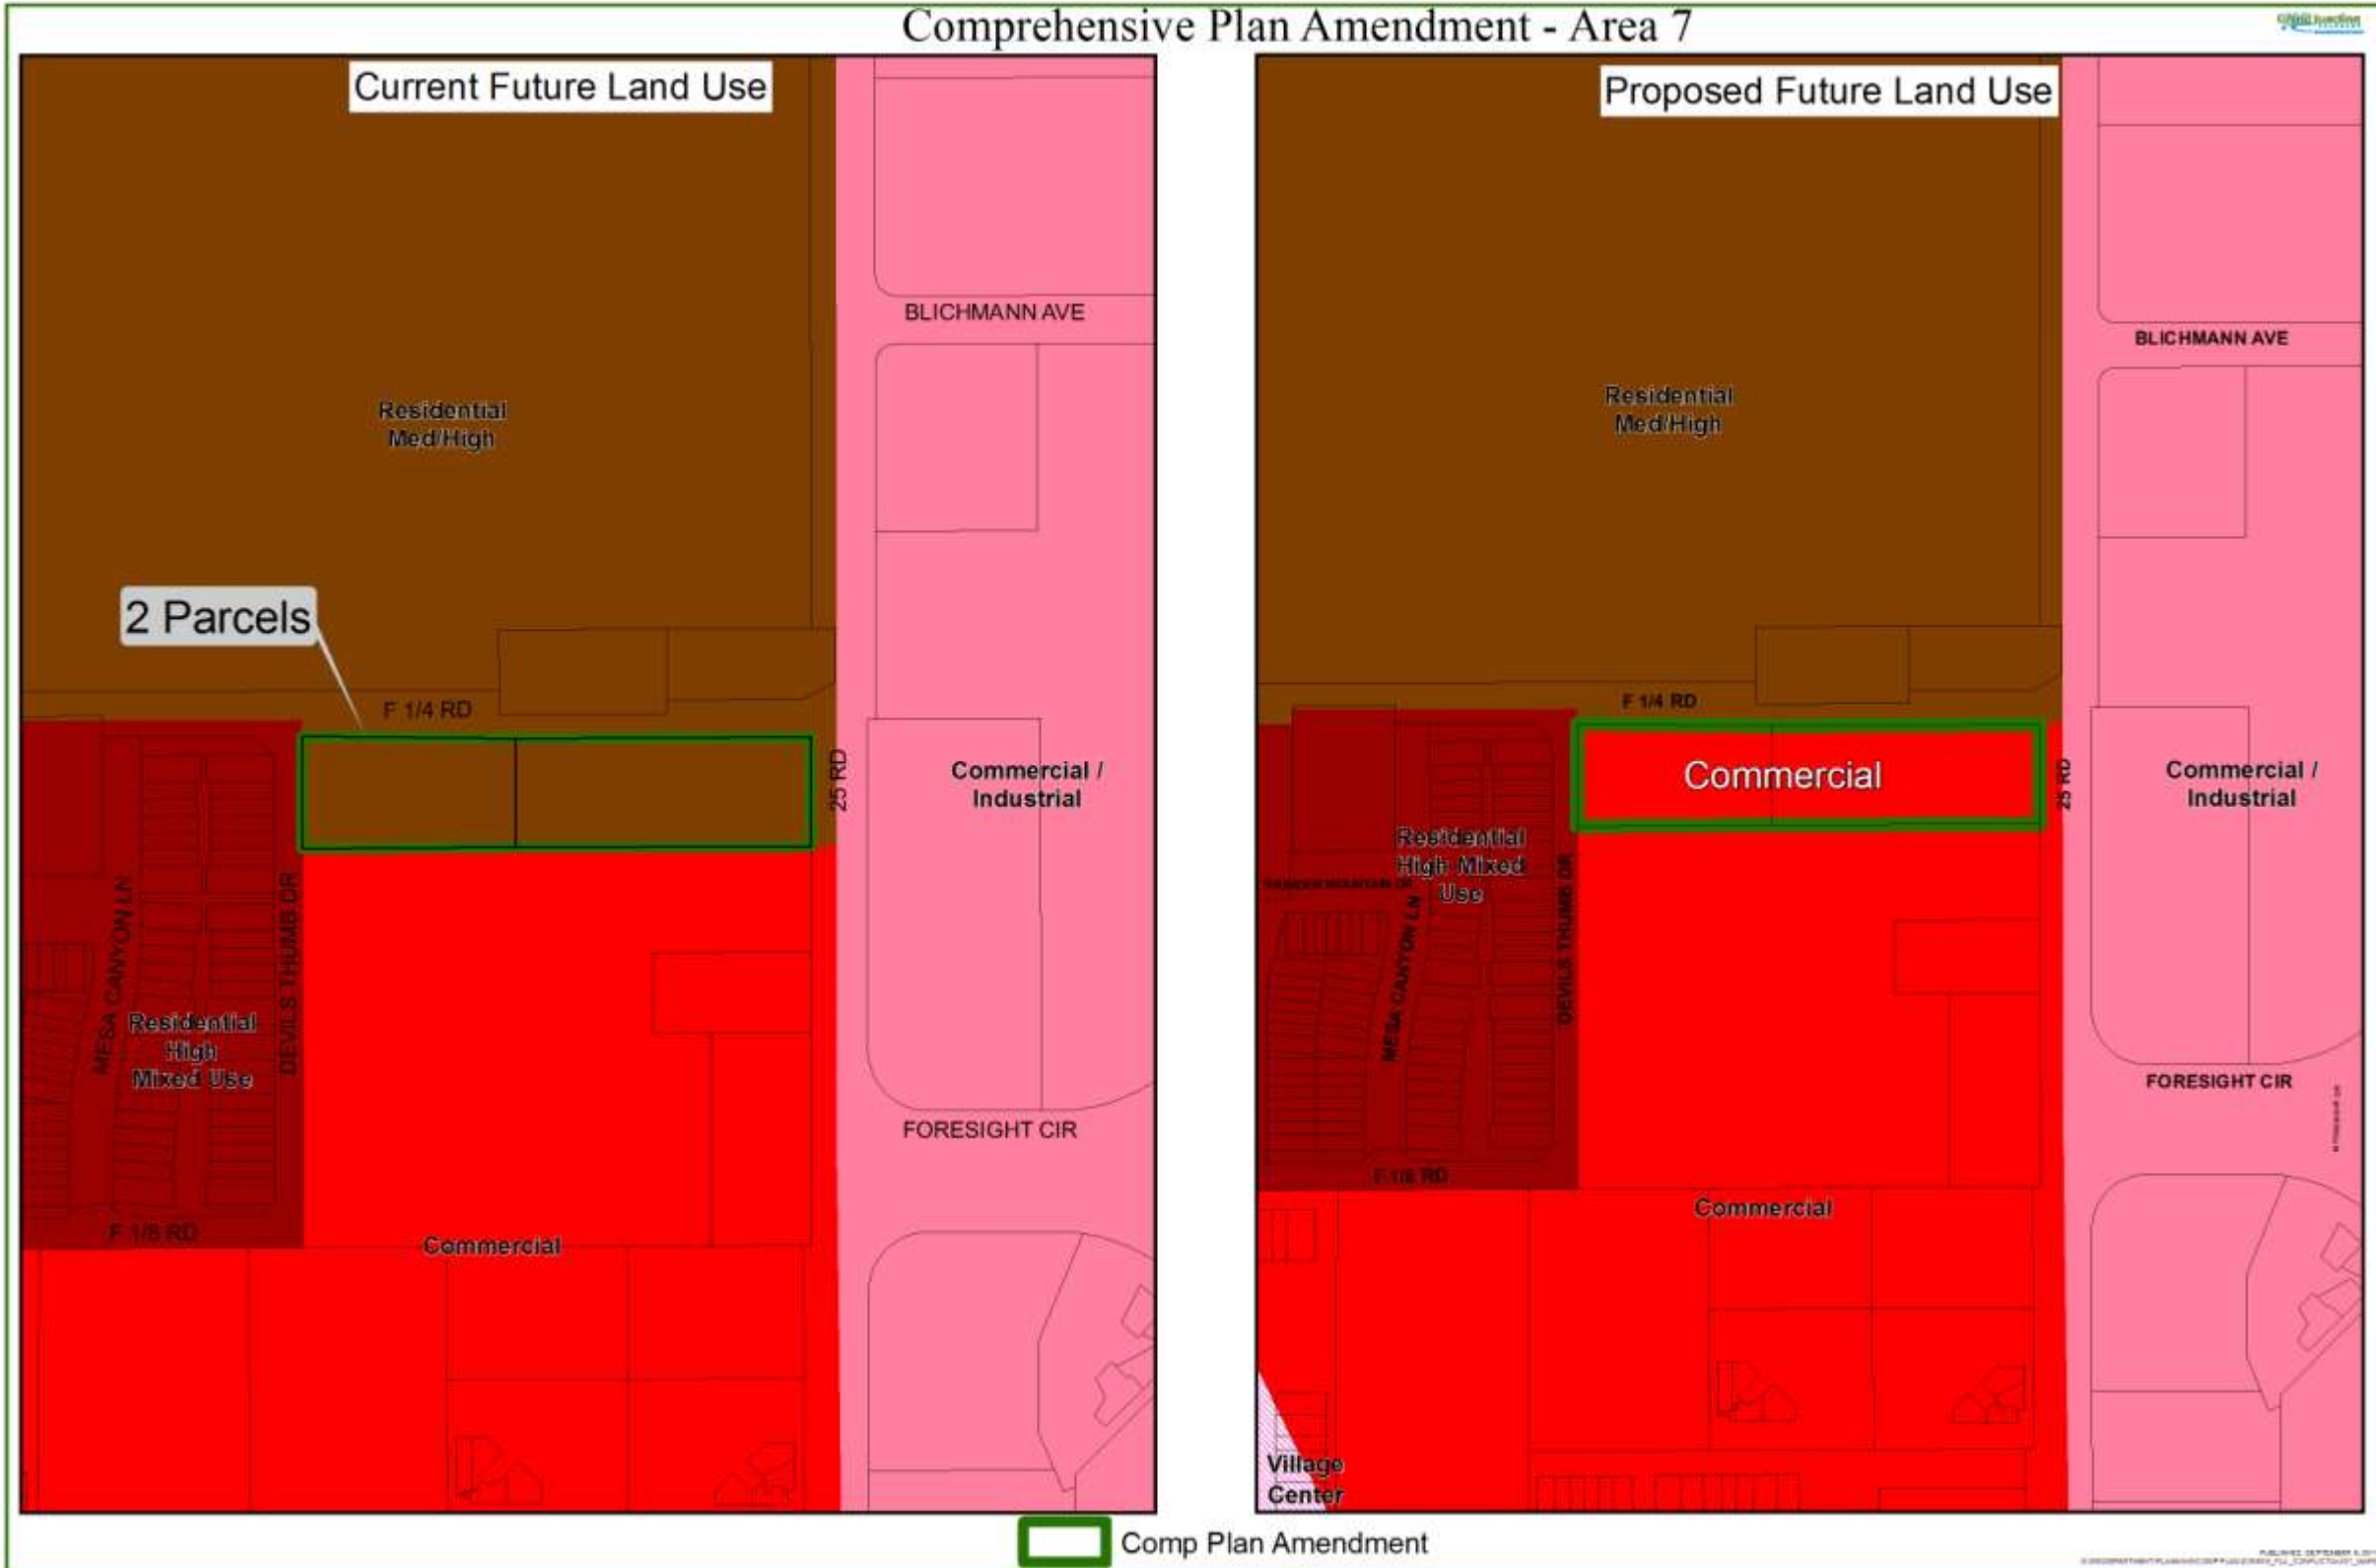 Comprehensive Plan Amendment - Area 7
Current Future Land Use
BLICHMANN AVE
Residential
Med/High
2 Parcels
F 1/4 RD
25 RD
Commercial /
Industrial
MESA CANYON LN
DEVILS THUMB DR
Residential
High
Mixed Use
FORESIGHT CIR
F 1/8 RD
Commercial
Proposed Future Land Use
BLICHMANN AVE
Residential
Med/High
F 1/4 RD
Commercial
25 RD
Commercial /
Industrial
Residential
High Mixed
Use
MESA CANYON LN
DEVILS THUMB DR
FORESIGHT CIR
F 1/8 RD
Commercial
Village
Center
Comp Plan Amendment